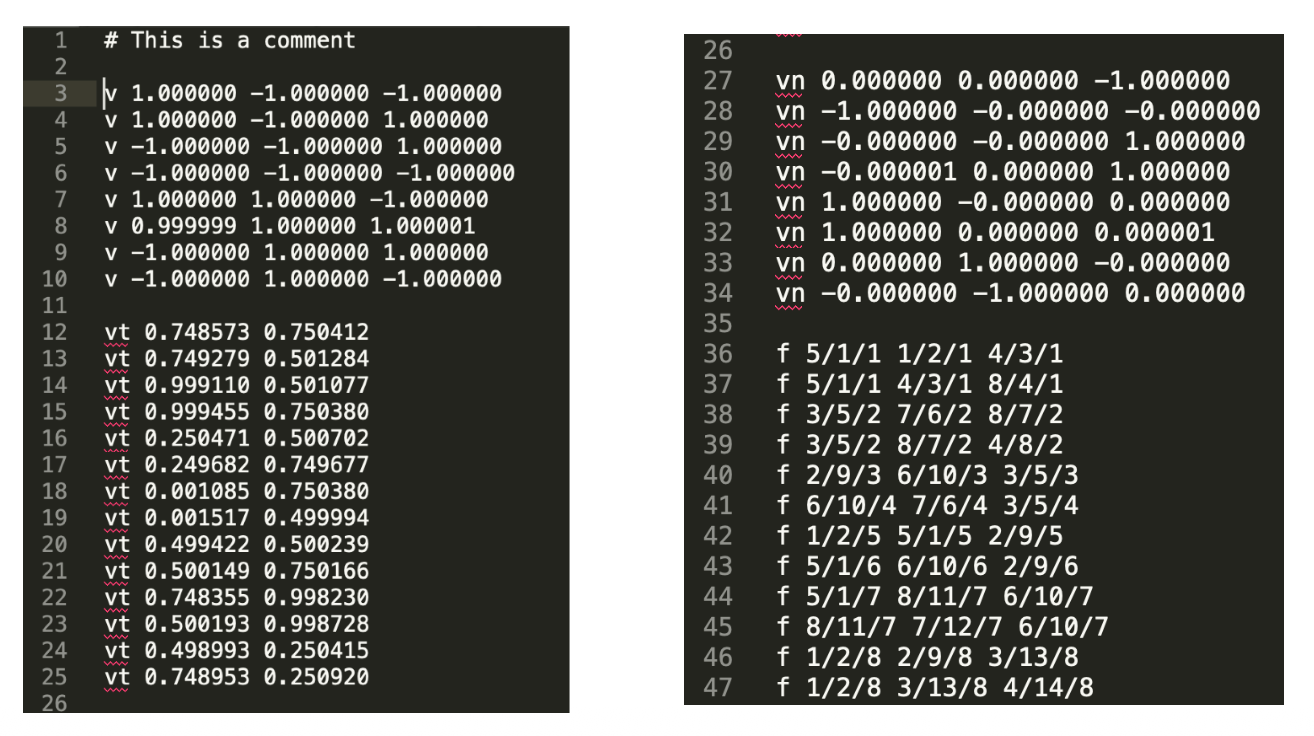 1 # This is a comment
2
3 v 1.000000 -1.000000 -1.000000
4 v 1.000000 -1.000000 1.000000
5 v -1.000000 -1.000000 1.000000
6 v -1.000000 -1.000000 -1.000000
7 v 1.000000 1.000000 -1.000000
8 v 0.999999 1.000000 1.000001
9 v -1.000000 1.000000 1.000000
10 v -1.000000 1.000000 -1.000000
11
12 vt 0.748573 0.750412
13 vt 0.749279 0.501284
14 vt 0.999110 0.501077
15 vt 0.999455 0.750380
16 vt 0.250471 0.500702
17 vt 0.249682 0.749677
18 vt 0.001085 0.750380
19 vt 0.001517 0.499994
20 vt 0.499422 0.500239
21 vt 0.500149 0.750166
22 vt 0.748355 0.998230
23 vt 0.500193 0.998728
24 vt 0.498993 0.250415
25 vt 0.748953 0.250920
26
26
27 vn 0.000000 0.000000 -1.000000
28 vn -1.000000 -0.000000 -0.000000
29 vn -0.000000 -0.000000 1.000000
30 vn -0.000001 0.000000 1.000000
31 vn 1.000000 -0.000000 0.000000
32 vn 1.000000 0.000000 0.000001
33 vn 0.000000 1.000000 -0.000000
34 vn -0.000000 -1.000000 0.000000
35
36 f 5/1/1 1/2/1 4/3/1
37 f 5/1/1 4/3/1 8/4/1
38 f 3/5/2 7/6/2 8/7/2
39 f 3/5/2 8/7/2 4/8/2
40 f 2/9/3 6/10/3 3/5/3
41 f 6/10/4 7/6/4 3/5/4
42 f 1/2/5 5/1/5 2/9/5
43 f 5/1/6 6/10/6 2/9/6
44 f 5/1/7 8/11/7 6/10/7
45 f 8/11/7 7/12/7 6/10/7
46 f 1/2/8 2/9/8 3/13/8
47 f 1/2/8 3/13/8 4/14/8